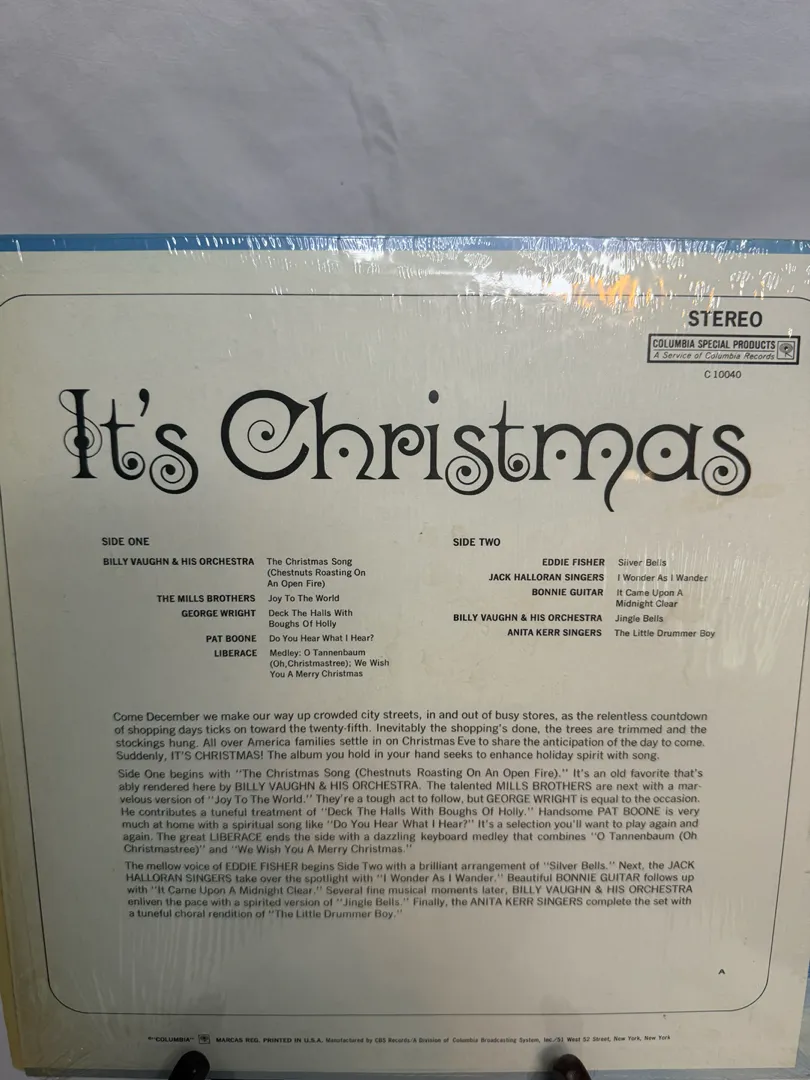 STEREO
COLUMBIA SPECIAL PRODUCTS
A Service of Columbia Records
C 10040
It's Christmas
SIDE ONE
BILLY VAUGHN & HIS ORCHESTRA The Christmas Song
(Chestnuts Roasting On
An Open Fire)
THE MILLS BROTHERS Joy To The World
GEORGE WRIGHT Deck The Halls With
Boughs Of Holly
PAT BOONE Do You Hear What I Hear?
LIBERACE Medley: O Tannenbaum
(Oh,Christmastree); We Wish
You A Merry Christmas
SIDE TWO
EDDIE FISHER Silver Bells
JACK HALLORAN SINGERS I Wonder As I Wander
BONNIE GUITAR It Came Upon A
Midnight Clear
BILLY VAUGHN & HIS ORCHESTRA Jingle Bells
ANITA KERR SINGERS The Little Drummer Boy
Come December we make our way up crowded city streets, in and out of busy stores, as the relentless countdown
of shopping days ticks on toward the twenty-fifth. Inevitably the shopping's done, the trees are trimmed and the
stockings hung. All over America families settle in on Christmas Eve to share the anticipation of the day to come.
Suddenly, IT'S CHRISTMAS! The album you hold in your hand seeks to enhance holiday spirit with song.
Side One begins with "The Christmas Song (Chestnuts Roasting On An Open Fire)." It's an old favorite that's
ably rendered here by BILLY VAUGHN & HIS ORCHESTRA. The talented MILLS BROTHERS are next with a mar-
velous version of "Joy To The World." They're a tough act to follow, but GEORGE WRIGHT is equal to the occasion.
He contributes a tuneful treatment of "Deck The Halls With Boughs Of Holly." Handsome PAT BOONE is very
much at home with a spiritual song like "Do You Hear What I Hear?" It's a selection you'll want to play again and
again. The great LIBERACE ends the side with a dazzling keyboard medley that combines "O Tannenbaum (Oh
Christmastree)" and "We Wish You A Merry Christmas."
The mellow voice of EDDIE FISHER begins Side Two with a brilliant arrangement of "Silver Bells." Next, the JACK
HALLORAN SINGERS take over the spotlight with "I Wonder As I Wander." Beautiful BONNIE GUITAR follows up
with "It Came Upon A Midnight Clear." Several fine musical moments later, BILLY VAUGHN & HIS ORCHESTRA
enliven the pace with a spirited version of "Jingle Bells." Finally, the ANITA KERR SINGERS complete the set with
a tuneful choral rendition of "The Little Drummer Boy."
A
"COLUMBIA" MARCAS REG. PRINTED IN U.S.A. Manufactured by CBS Records/A Division of Columbia Broadcasting System, Inc./51 West 52 Street, New York, New York